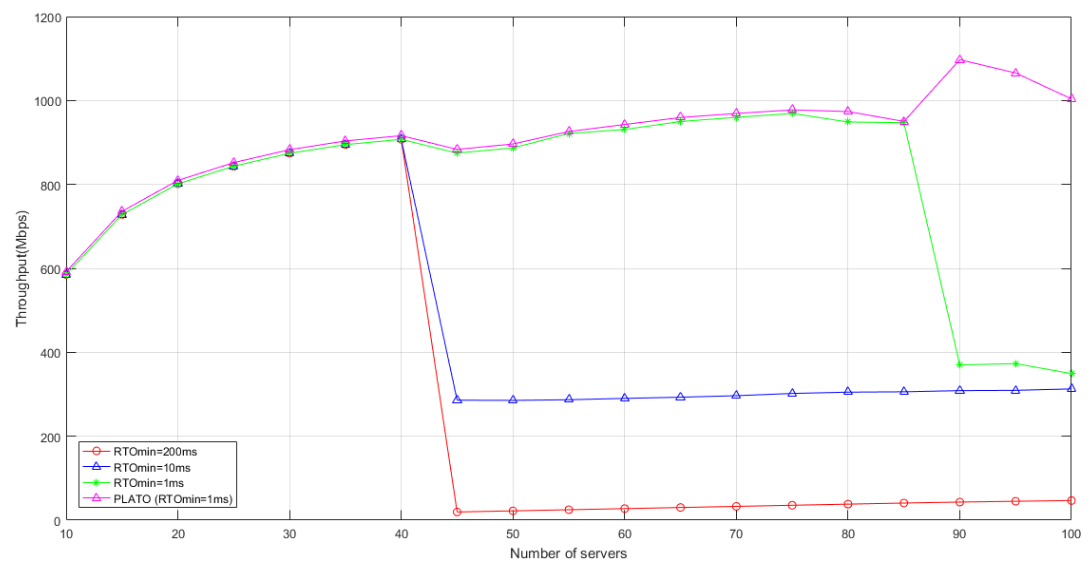 1200
1000
800
600
400
200
0
Throughput(Mbps)
RTOmin=200ms
RTOmin=10ms
RTOmin=1ms
PLATO (RTOmin=1ms)
10 20 30 40 50 60 70 80 90 100
Number of servers